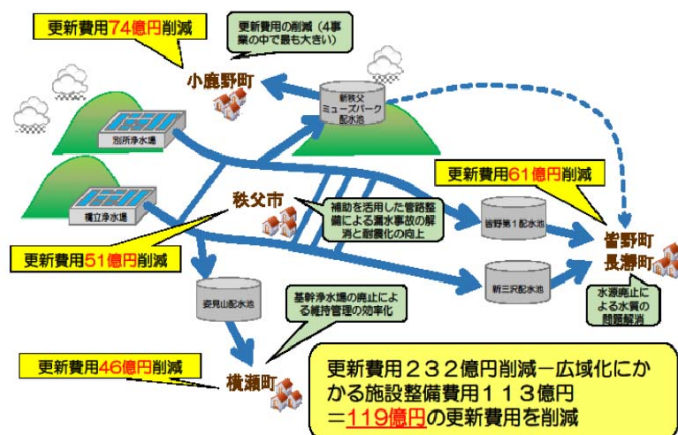 更新費用74億円削減
更新費用の削減（4事
業の中で最も大きい）
小鹿野町
新秩父
ミューズパーク
配水池
別所浄水場
更新費用61億円削減
秩父市
補助を活用した管路整
備による漏水事故の解
消と耐震化の向上
橋立浄水場
皆野第1配水池
皆野町
長瀞町
更新費用51億円削減
姿見山配水池
基幹浄水場の廃止によ
る維持管理の効率化
新三沢配水池
水源廃止に
よる水質の
問題解消
更新費用46億円削減
横瀬町
更新費用２３２億円削減－広域化にか
かる施設整備費用１１３億円
＝119億円の更新費用を削減